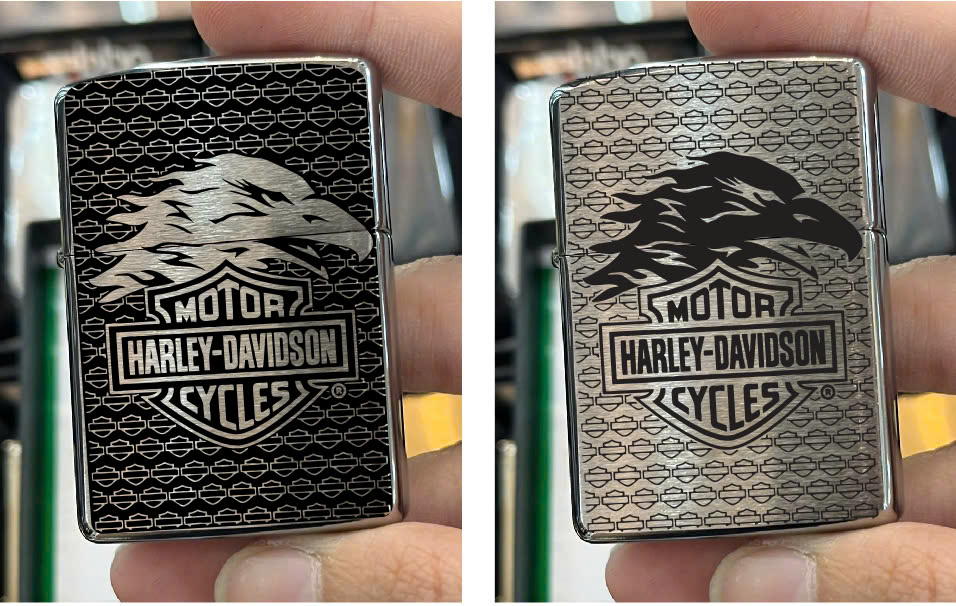 MOTOR
HARLEY-DAVIDSON
CYCLES
®
MOTOR
HARLEY-DAVIDSON
CYCLES
®